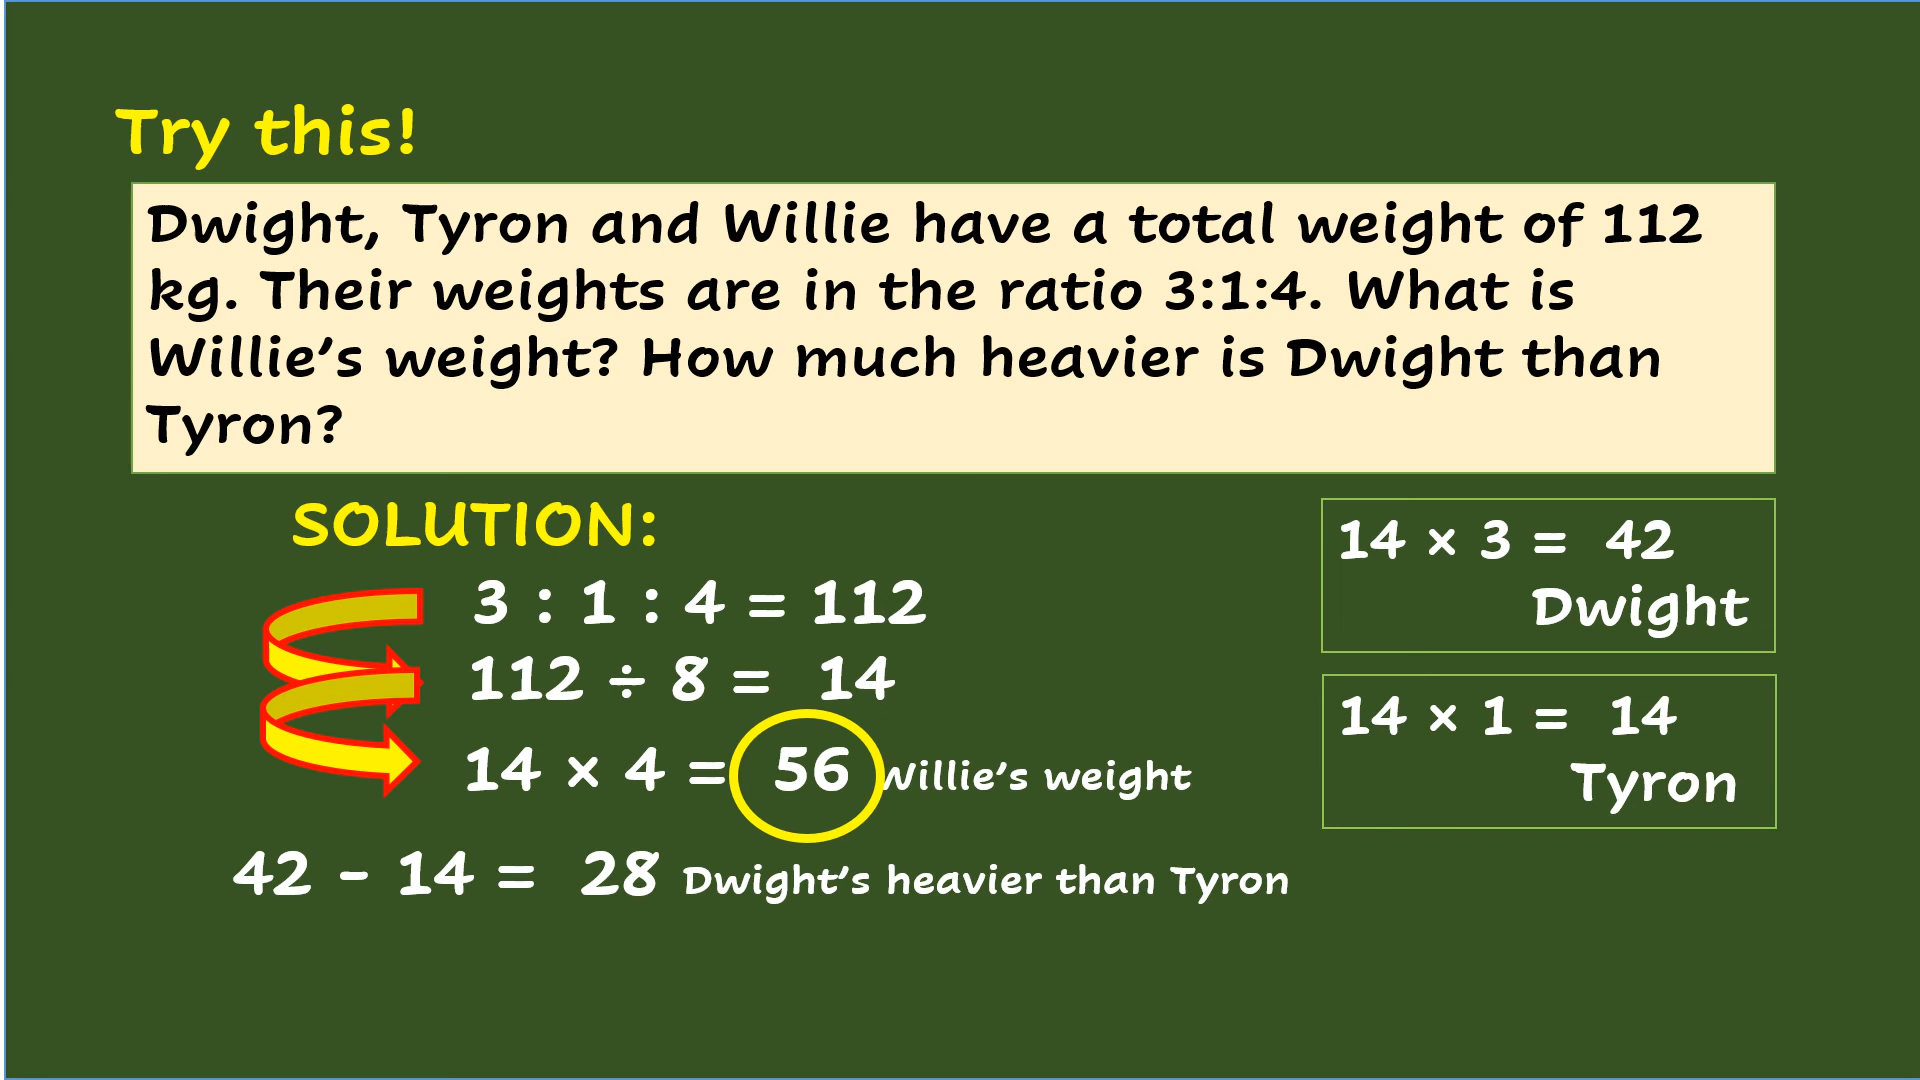 Try this!
Dwight, Tyron and Willie have a total weight of 112
kg. Their weights are in the ratio 3:1:4. What is
Willie’s weight? How much heavier is Dwight than
Tyron?
SOLUTION:
3 : 1 : 4 = 112
112 ÷ 8 = 14
14 × 4 = 56 Willie’s weight
42 – 14 = 28 Dwight’s heavier than Tyron
14 × 3 = 42
Dwight
14 × 1 = 14
Tyron